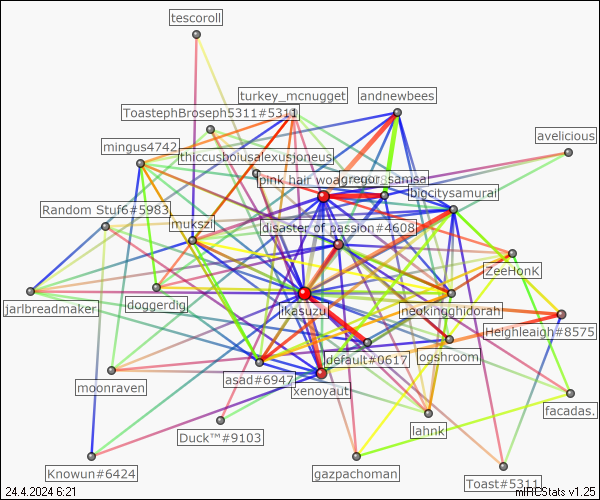 tescoroll
turkey_mcnugget
andnewbees
ToastephBroseph5311#5311
avelicious
mingus4742
thiccusboiusalexusjoneus
pink hair woa
gregor_samsa
bigcitysamurai
Random Stuf6#5983
mukszi
disaster of passion#4608
ZeeHonK
jarlbreadmaker
doggerdig
ikasuzu
neokingghidorah
Heighleaigh#8575
default#0617
ogshroom
moonraven
asad#6947
xenoyaut
facadas.
Duck™#9103
lahnk
Knowun#6424
gazpachoman
Toast#5311
24.4.2024 6:21
mIRCStats v1.25